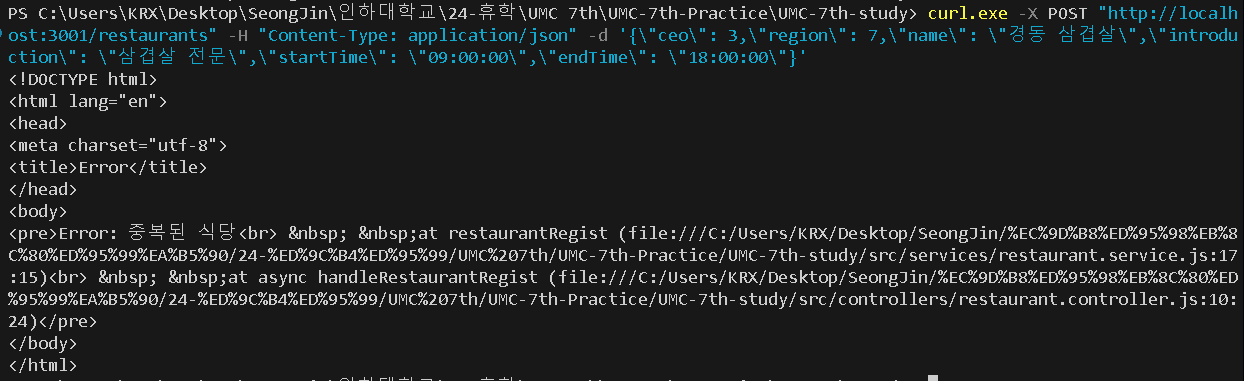 PS C:\Users\KRX\Desktop\SeongJin\인하대학교\24-휴학\UMC 7th\UMC-7th-Practice\UMC-7th-study> curl.exe -X POST "http://localh
ost:3001/restaurants" -H "Content-Type: application/json" -d '{\"ceo\": 3,\"region\": 7,\"name\": \"경동 삼겹살\",\"introdu
ction\": \"삼겹살 전문\",\"startTime\": \"09:00:00\",\"endTime\": \"18:00:00\"}'
<!DOCTYPE html>
<html lang="en">
<head>
<meta charset="utf-8">
<title>Error</title>
</head>
<body>
<pre>Error: 중복된 식당<br> &nbsp; &nbsp;at restaurantRegist (file:///C:/Users/KRX/Desktop/SeongJin/%EC%9D%B8%ED%95%98%EB%8
C%80%ED%95%99%EA%B5%90/24-%ED%9C%B4%ED%95%99/UMC%207th/UMC-7th-Practice/UMC-7th-study/src/services/restaurant.service.js:17
:15)<br> &nbsp; &nbsp;at async handleRestaurantRegist (file:///C:/Users/KRX/Desktop/SeongJin/%EC%9D%B8%ED%95%98%EB%8C%80%ED
%95%99%EA%B5%90/24-%ED%9C%B4%ED%95%99/UMC%207th/UMC-7th-Practice/UMC-7th-study/src/controllers/restaurant.controller.js:10:
24)</pre>
</body>
</html>